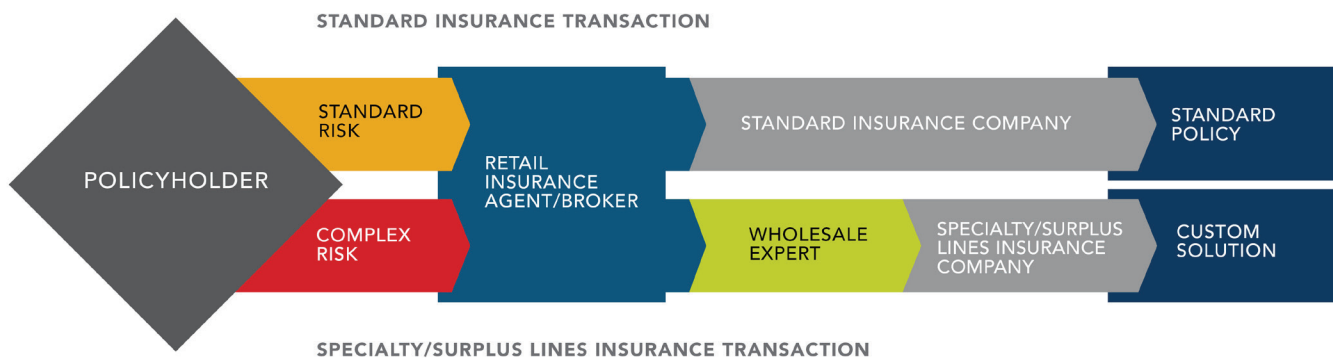 STANDARD INSURANCE TRANSACTION
POLICYHOLDER
STANDARD
RISK
RETAIL
INSURANCE
AGENT/BROKER
STANDARD INSURANCE COMPANY
STANDARD
POLICY
COMPLEX
RISK
WHOLESALE
EXPERT
SPECIALTY/SURPLUS
LINES INSURANCE
COMPANY
CUSTOM
SOLUTION
SPECIALTY/SURPLUS LINES INSURANCE TRANSACTION